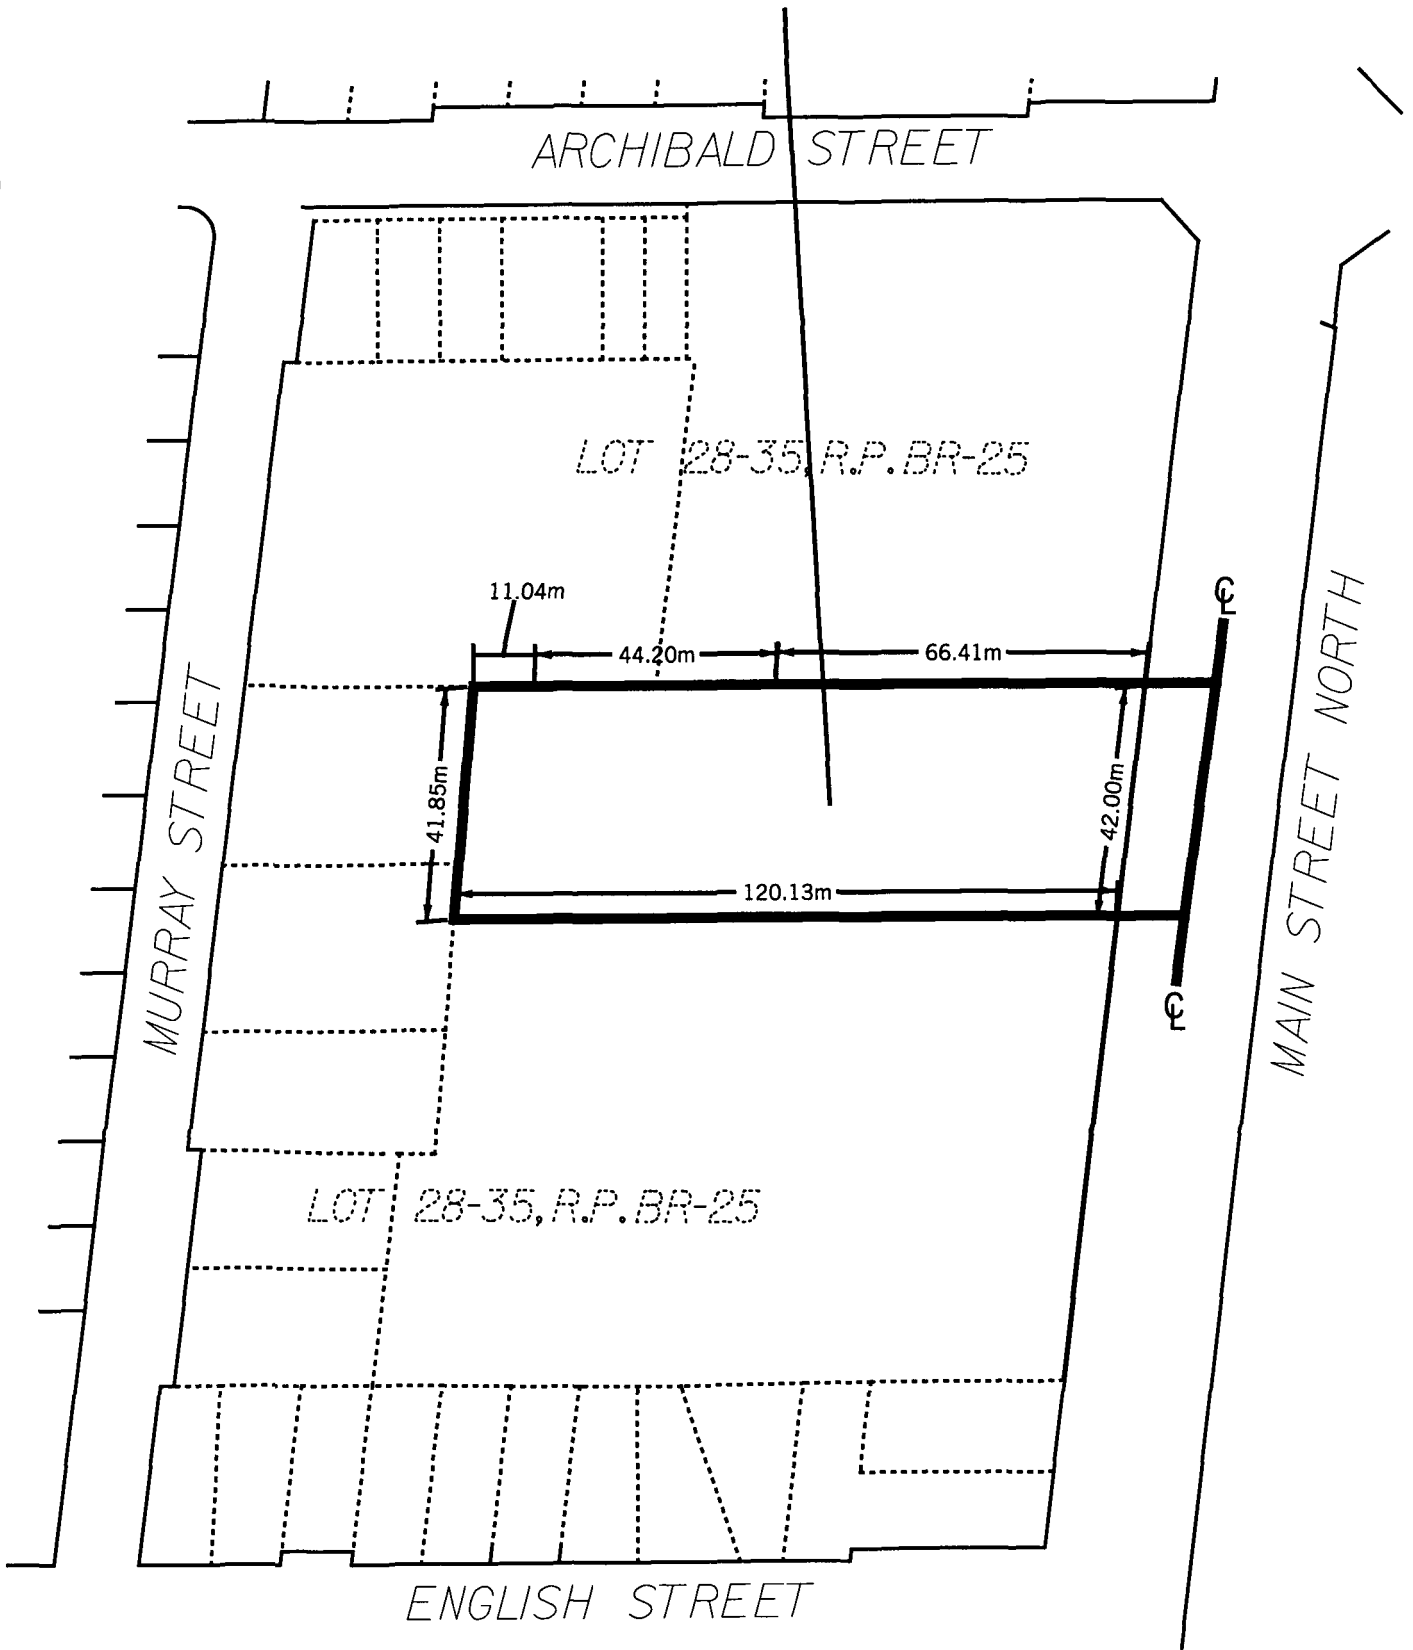 ARCHIBALD STREET
LOT 28-35, R.P. BR-25
11.04m
44.20m
66.41m
℄
MURRAY STREET
41.85m
42.00m
120.13m
MAIN STREET NORTH
℄
LOT 28-35, R.P. BR-25
ENGLISH STREET